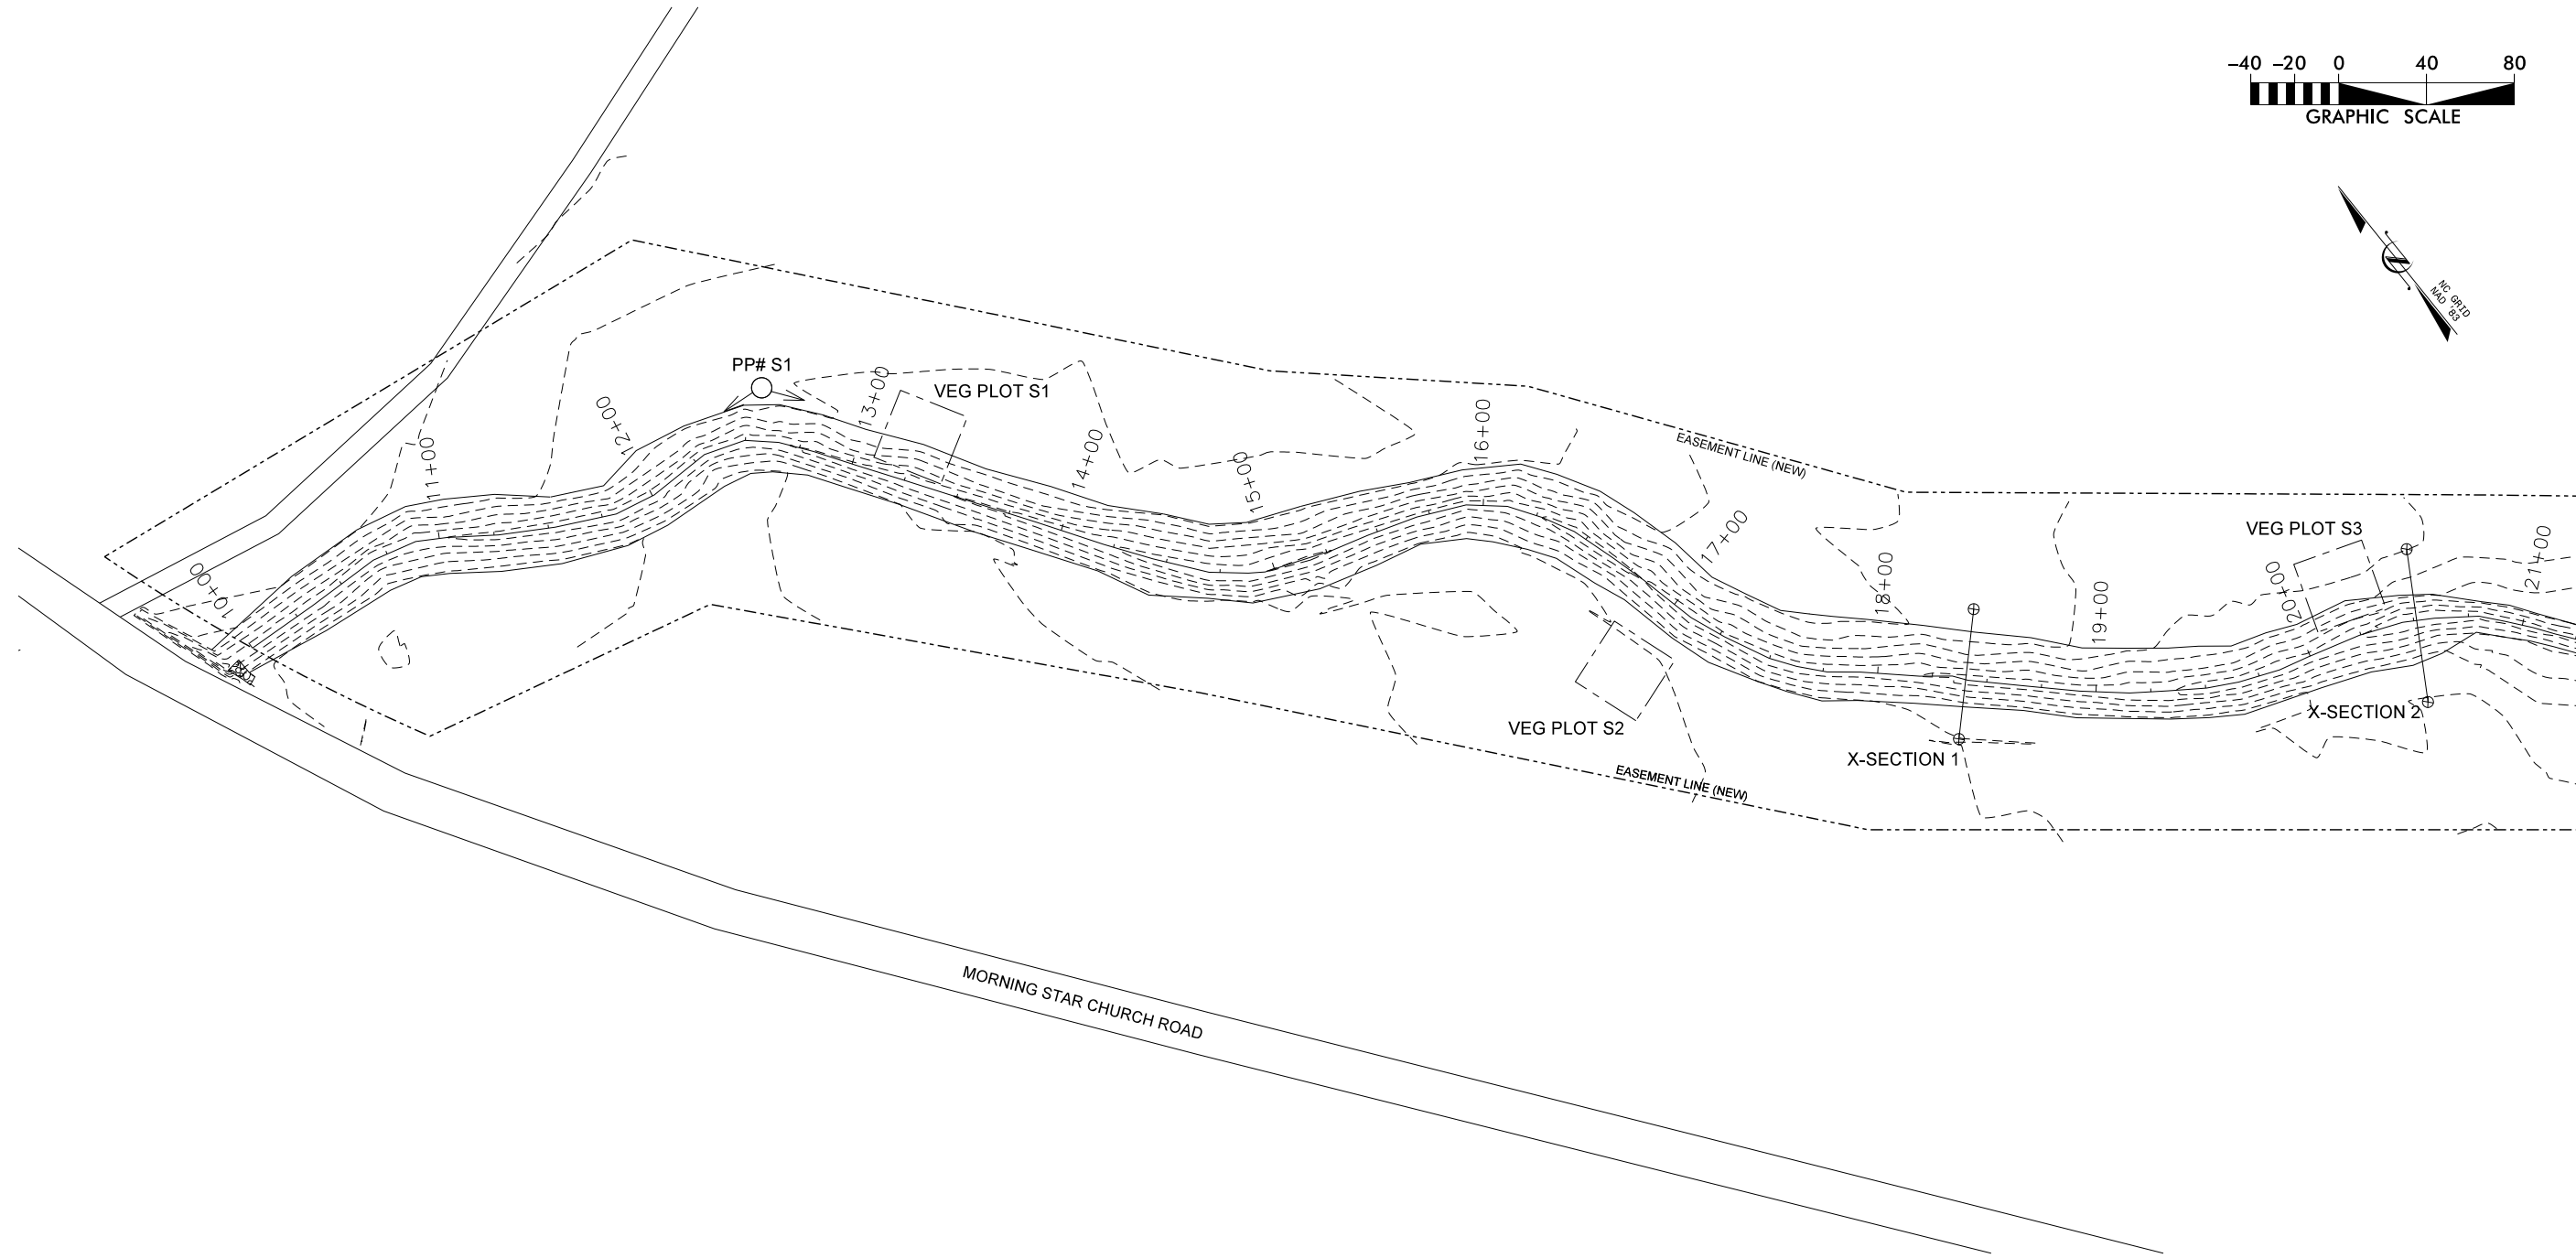 -40 -20 0 40 80
GRAPHIC SCALE
NC GRID
NAD '83
PP# S1
VEG PLOT S1
13+00
2+00
11+00
14+00
15+00
16+00
EASEMENT LINE (NEW)
17+00
18+00
19+00
VEG PLOT S3
20+00
21+00
10+00
X-SECTION 2
VEG PLOT S2
X-SECTION 1
EASEMENT LINE (NEW)
MORNING STAR CHURCH ROAD